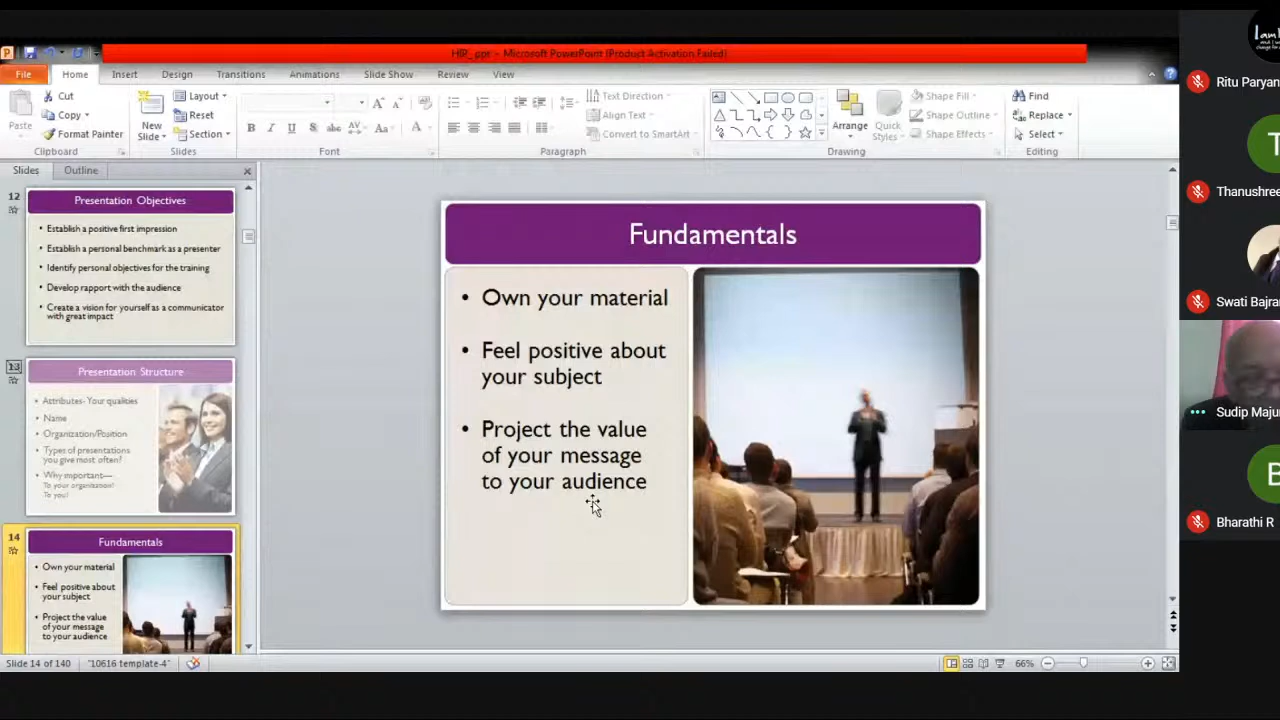 HIP_.ppt - Microsoft PowerPoint (Product Activation Failed)
File Home Insert Design Transitions Animations Slide Show Review View
Paste
Cut
Copy
Format Painter
Clipboard
New Slide
Layout
Reset
Section
Slides
Font
Text Direction
Align Text
Convert to SmartArt
Paragraph
Arrange
Quick Styles
Shape Fill
Shape Outline
Shape Effects
Drawing
Find
Replace
Select
Editing
Slides Outline
12
Presentation Objectives
• Establish a positive first impression
• Establish a personal benchmark as a presenter
• Identify personal objectives for the training
• Develop rapport with the audience
• Create a vision for yourself as a communicator
with great impact
13
Presentation Structure
• Attributes- Your qualities
• Name
• Organization/Position
• Types of presentations
you give most often?
• Why important—
To your organization?
To you?
14
Fundamentals
• Own your material
• Feel positive about
your subject
• Project the value
of your message
to your audience
Fundamentals
• Own your material
• Feel positive about
your subject
• Project the value
of your message
to your audience
Slide 14 of 140 "10616 template-4" 66%
Ritu Paryan
T
Thanushree
Swati Bajra
Sudip Maju
B
Bharathi R